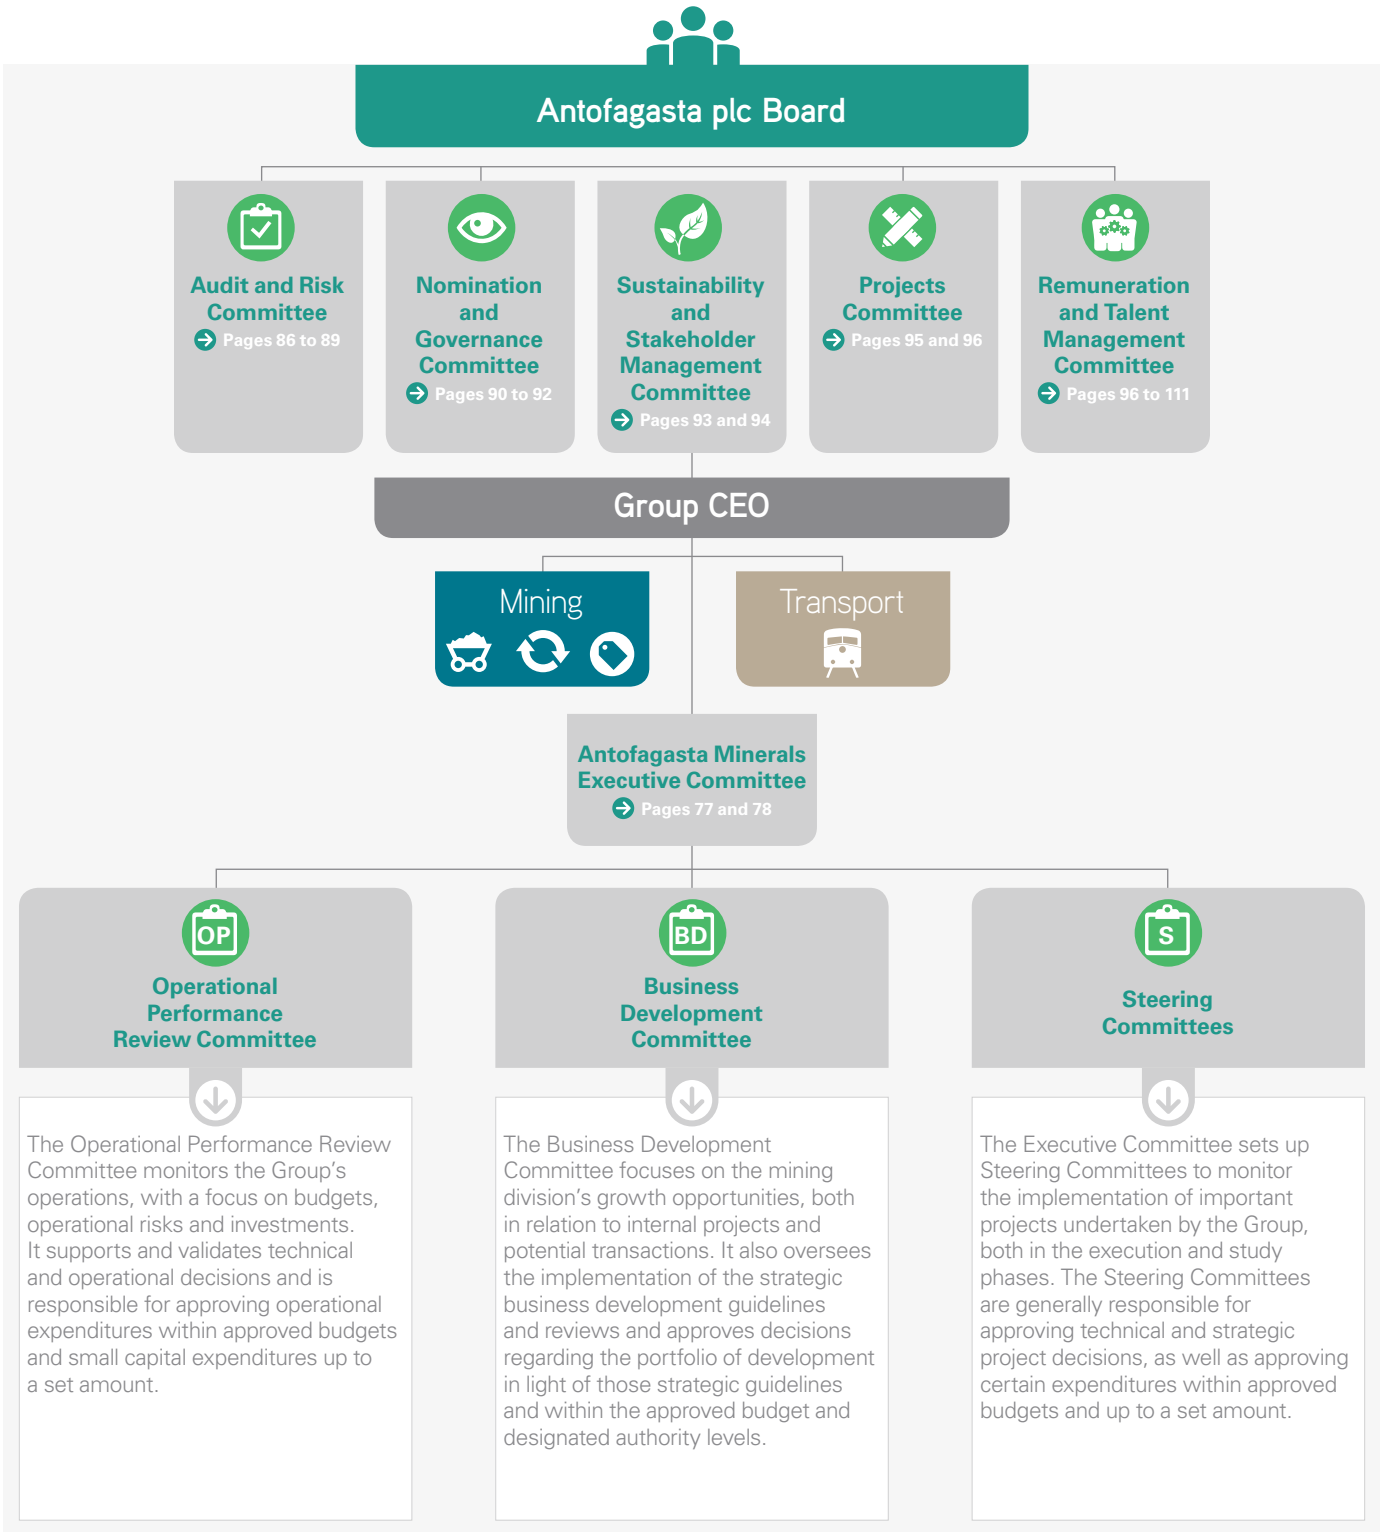 Antofagasta plc Board
Audit and Risk
Committee
Pages 86 to 89
Nomination
and
Governance
Committee
Pages 90 to 92
Sustainability
and
Stakeholder
Management
Committee
Pages 93 and 94
Projects
Committee
Pages 95 and 96
Remuneration
and Talent
Management
Committee
Pages 96 to 111
Group CEO
Mining
Transport
Antofagasta Minerals
Executive Committee
Pages 77 and 78
OP
Operational
Performance
Review Committee
The Operational Performance Review
Committee monitors the Group's
operations, with a focus on budgets,
operational risks and investments.
It supports and validates technical
and operational decisions and is
responsible for approving operational
expenditures within approved budgets
and small capital expenditures up to
a set amount.
BD
Business
Development
Committee
The Business Development
Committee focuses on the mining
division's growth opportunities, both
in relation to internal projects and
potential transactions. It also oversees
the implementation of the strategic
business development guidelines
and reviews and approves decisions
regarding the portfolio of development
in light of those strategic guidelines
and within the approved budget and
designated authority levels.
S
Steering
Committees
The Executive Committee sets up
Steering Committees to monitor
the implementation of important
projects undertaken by the Group,
both in the execution and study
phases. The Steering Committees
are generally responsible for
approving technical and strategic
project decisions, as well as approving
certain expenditures within approved
budgets and up to a set amount.